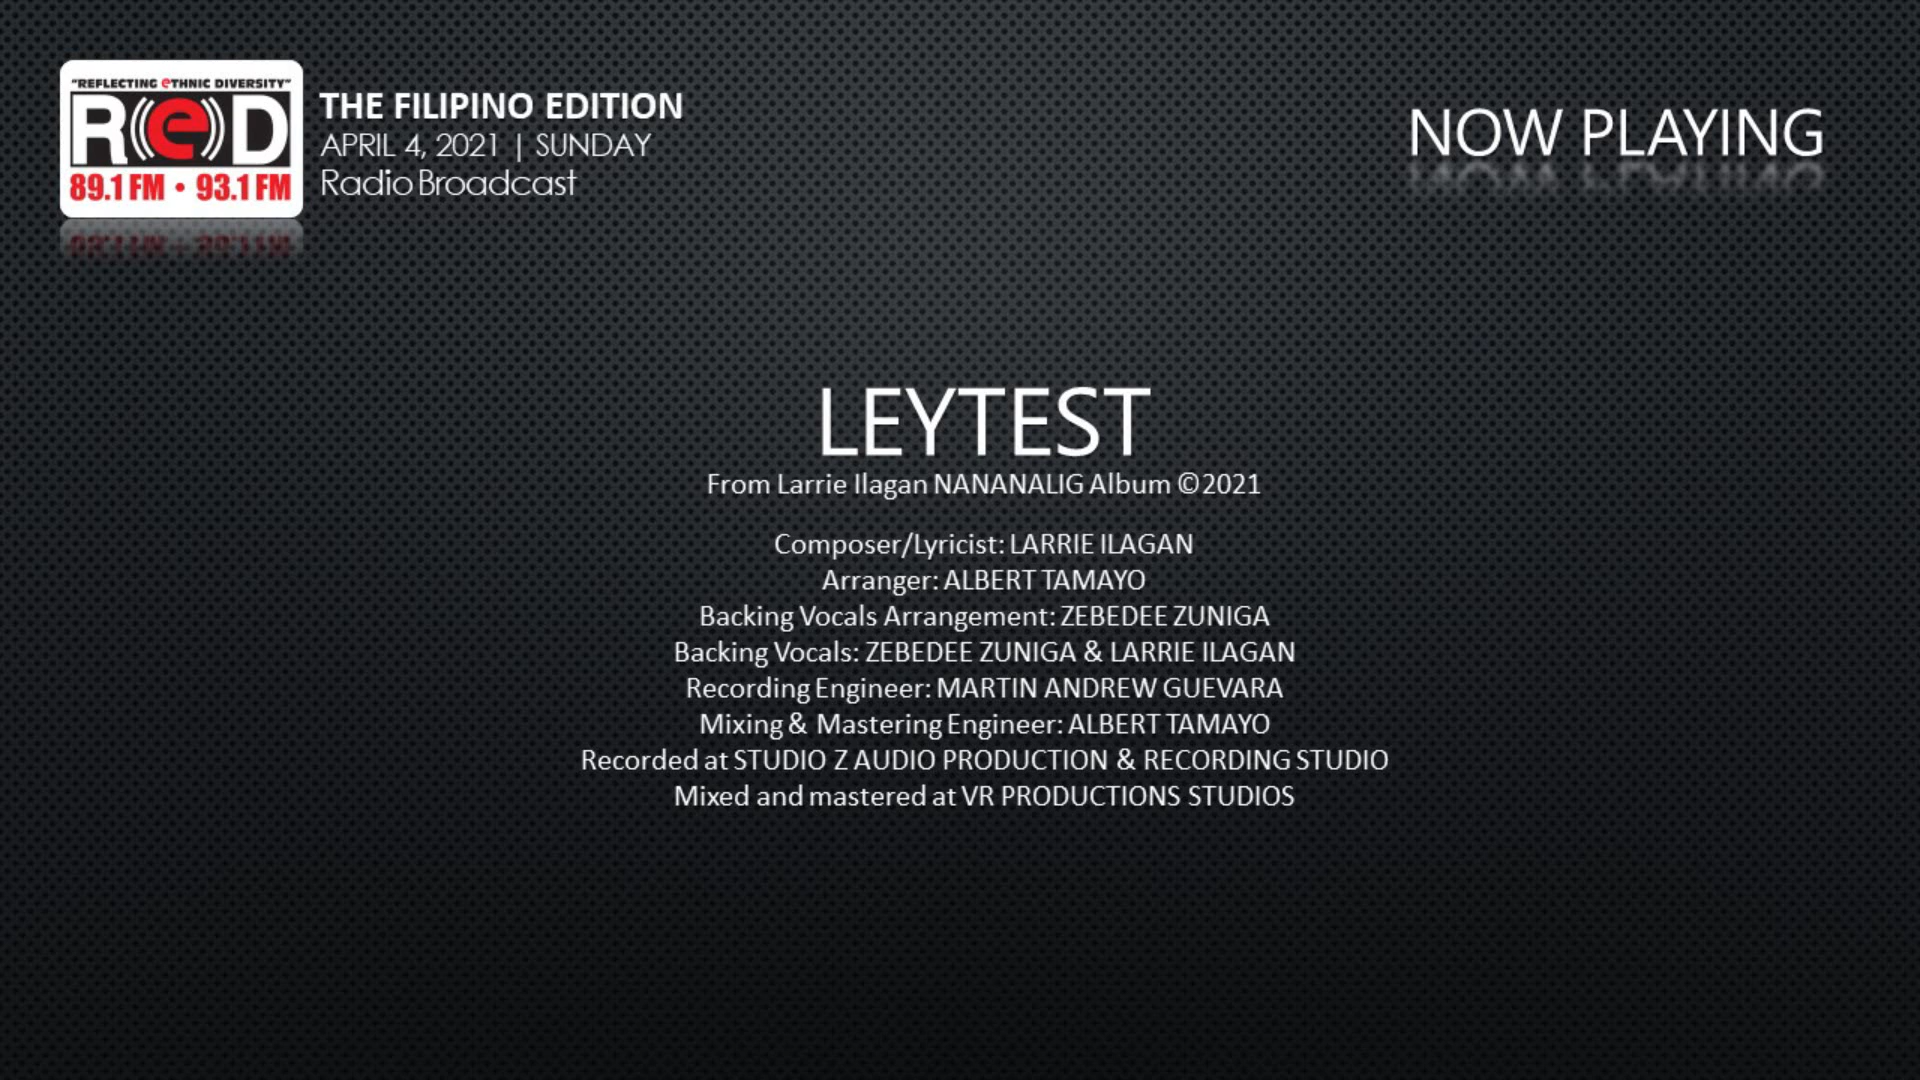 "REFLECTING eTHNIC DIVERSITY"
R((e))D
89.1 FM • 93.1 FM
THE FILIPINO EDITION
APRIL 4, 2021 | SUNDAY
Radio Broadcast
NOW PLAYING
LEYTEST
From Larrie Ilagan NANANALIG Album ©2021
Composer/Lyricist: LARRIE ILAGAN
Arranger: ALBERT TAMAYO
Backing Vocals Arrangement: ZEBEDEE ZUNIGA
Backing Vocals: ZEBEDEE ZUNIGA & LARRIE ILAGAN
Recording Engineer: MARTIN ANDREW GUEVARA
Mixing & Mastering Engineer: ALBERT TAMAYO
Recorded at STUDIO Z AUDIO PRODUCTION & RECORDING STUDIO
Mixed and mastered at VR PRODUCTIONS STUDIOS